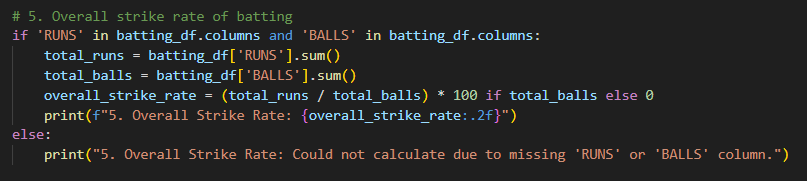 # 5. Overall strike rate of batting
if 'RUNS' in batting_df.columns and 'BALLS' in batting_df.columns:
    total_runs = batting_df['RUNS'].sum()
    total_balls = batting_df['BALLS'].sum()
    overall_strike_rate = (total_runs / total_balls) * 100 if total_balls else 0
    print(f"5. Overall Strike Rate: {overall_strike_rate:.2f}")
else:
    print("5. Overall Strike Rate: Could not calculate due to missing 'RUNS' or 'BALLS' column.")